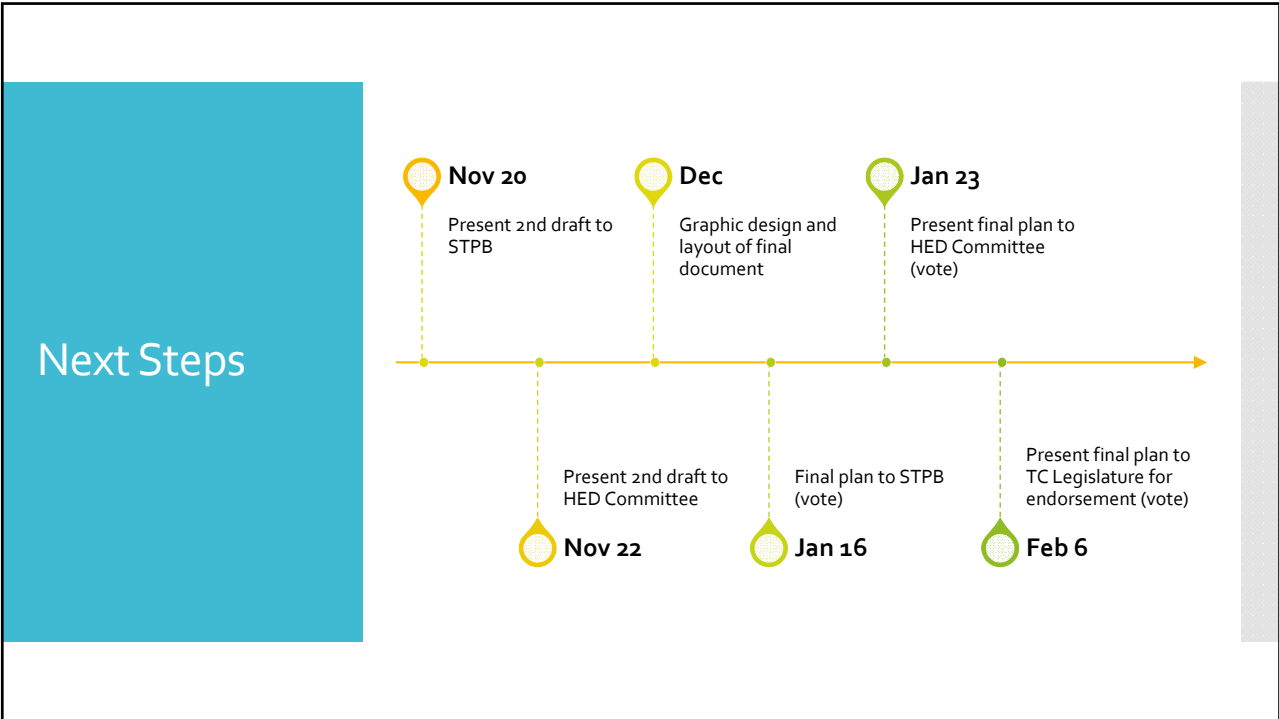 Next Steps
Nov 20
Present 2nd draft to
STPB
Nov 22
Present 2nd draft to
HED Committee
Dec
Graphic design and
layout of final
document
Jan 16
Final plan to STPB
(vote)
Jan 23
Present final plan to
HED Committee
(vote)
Feb 6
Present final plan to
TC Legislature for
endorsement (vote)